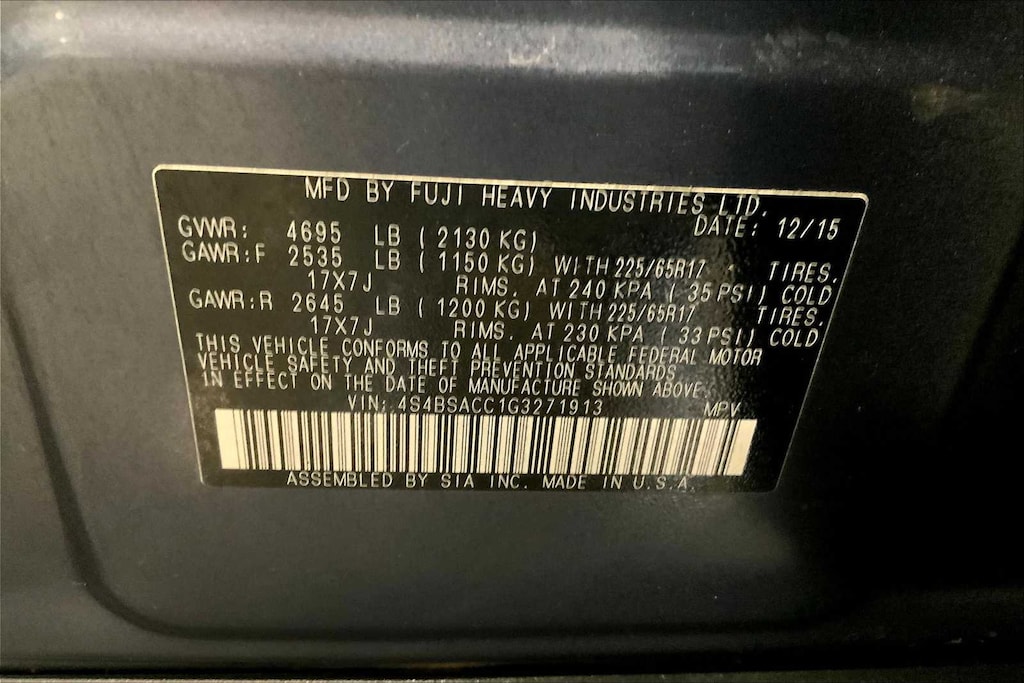 MFD BY FUJI HEAVY INDUSTRIES LTD.
DATE: 12/15
GVWR: 4695 LB ( 2130 KG)
GAWR:F 2535 LB ( 1150 KG) WITH 225/65R17 TIRES.
17X7J RIMS. AT 240 KPA ( 35 PSI) COLD
GAWR:R 2645 LB ( 1200 KG) WITH 225/65R17 TIRES.
17X7J RIMS. AT 230 KPA ( 33 PSI) COLD
THIS VEHICLE CONFORMS TO ALL APPLICABLE FEDERAL MOTOR
VEHICLE SAFETY AND THEFT PREVENTION STANDARDS
IN EFFECT ON THE DATE OF MANUFACTURE SHOWN ABOVE.
VIN: 4S4BSACC1G3271913 MPV
ASSEMBLED BY SIA INC. MADE IN U.S.A.